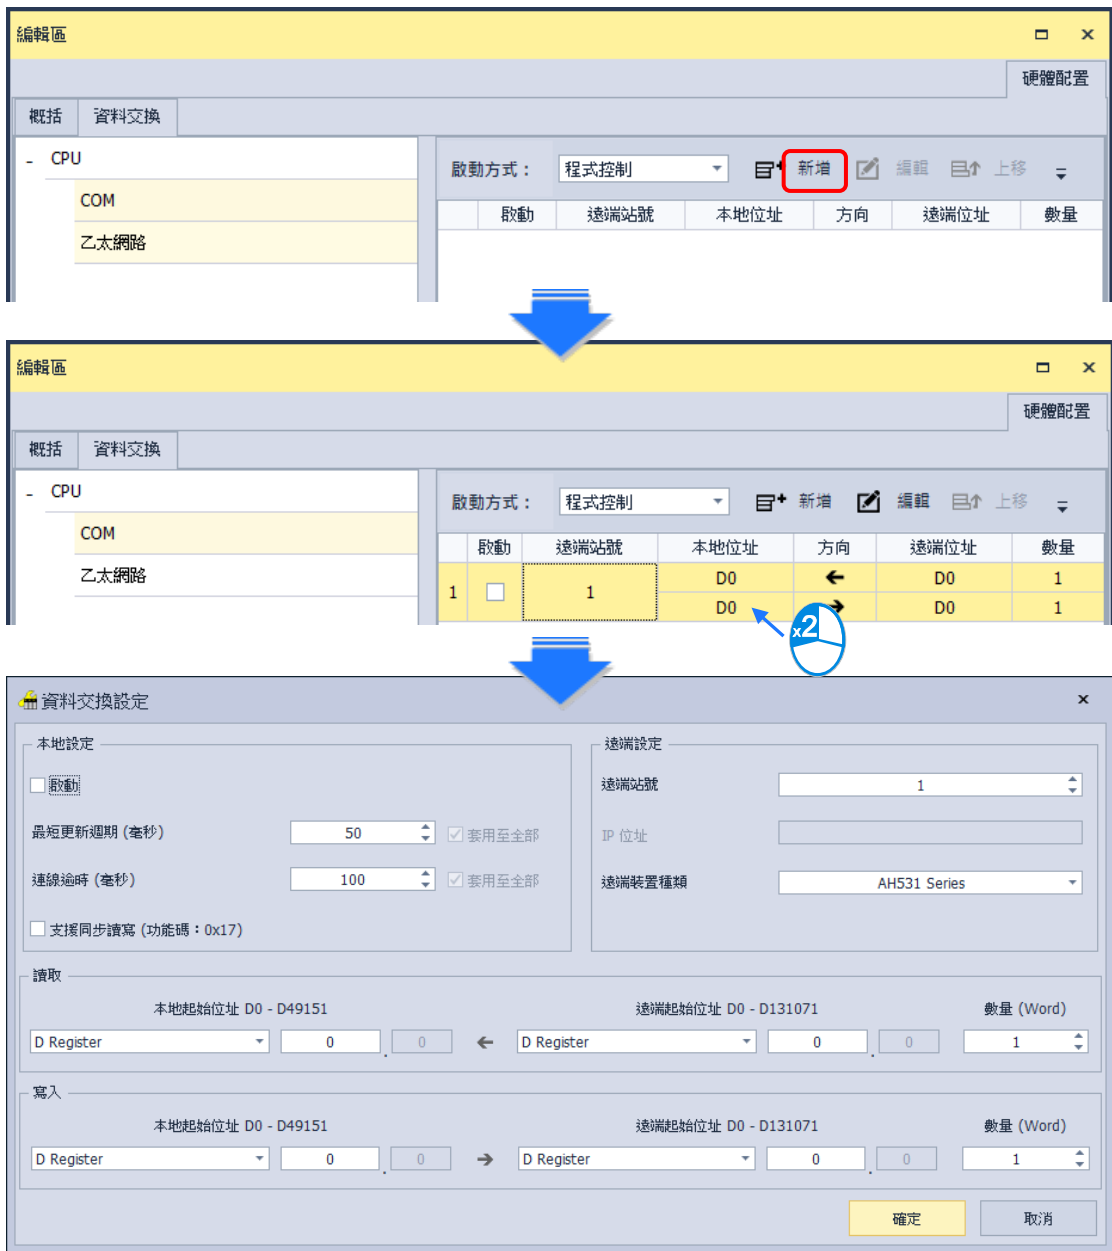 編輯區
硬體配置
概括 資料交換
CPU
啟動方式： 程式控制 新增 編輯 上移
COM
啟動 遠端站號 本地位址 方向 遠端位址 數量
乙太網路
編輯區
硬體配置
概括 資料交換
CPU
啟動方式： 程式控制 新增 編輯 上移
COM
啟動 遠端站號 本地位址 方向 遠端位址 數量
乙太網路
1 1 D0 ← D0 1
D0 → D0 1
x2
資料交換設定
本地設定
啟動
最短更新週期 (毫秒) 50 套用至全部
連線逾時 (毫秒) 100 套用至全部
支援同步讀寫 (功能碼：0x17)
遠端設定
遠端站號 1
IP 位址
遠端裝置種類 AH531 Series
讀取
本地起始位址 D0 - D49151 遠端起始位址 D0 - D131071 數量 (Word)
D Register 0 . 0 ← D Register 0 . 0 1
寫入
本地起始位址 D0 - D49151 遠端起始位址 D0 - D131071 數量 (Word)
D Register 0 . 0 → D Register 0 . 0 1
確定 取消